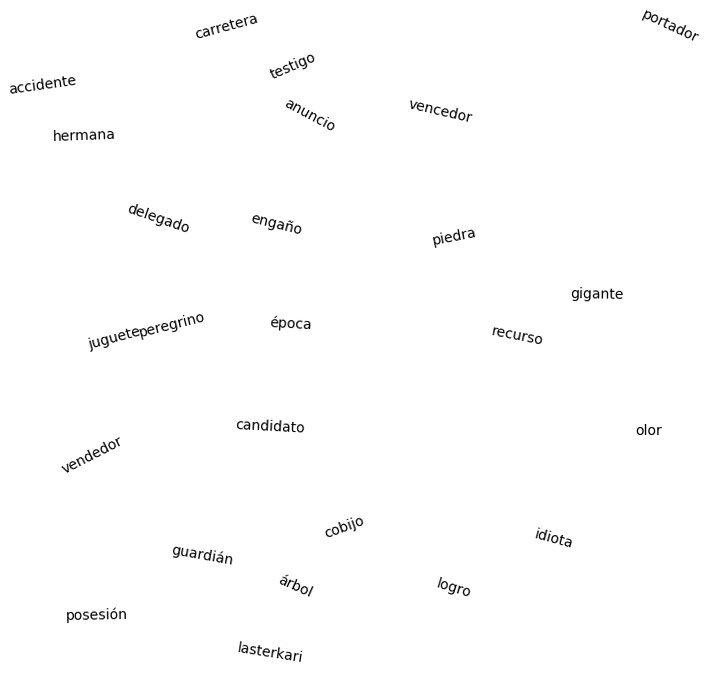 carretera
portador
testigo
accidente
anuncio
vencedor
hermana
delegado
engaño
piedra
gigante
juguete
peregrino
época
recurso
candidato
olor
vendedor
cobijo
idiota
guardián
árbol
logro
posesión
lasterkari